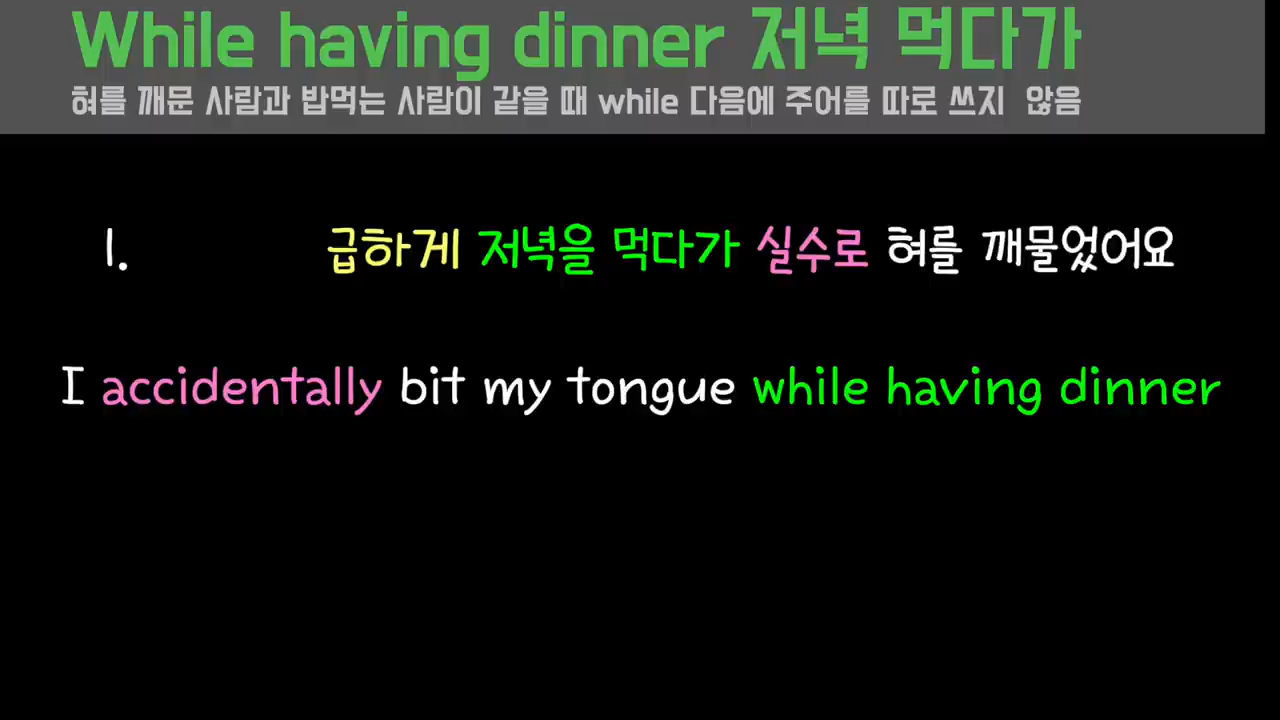 While having dinner 저녁 먹다가
혀를 깨문 사람과 밥먹는 사람이 같을 때 while 다음에 주어를 따로 쓰지 않음
1. 급하게 저녁을 먹다가 실수로 혀를 깨물었어요
I accidentally bit my tongue while having dinner